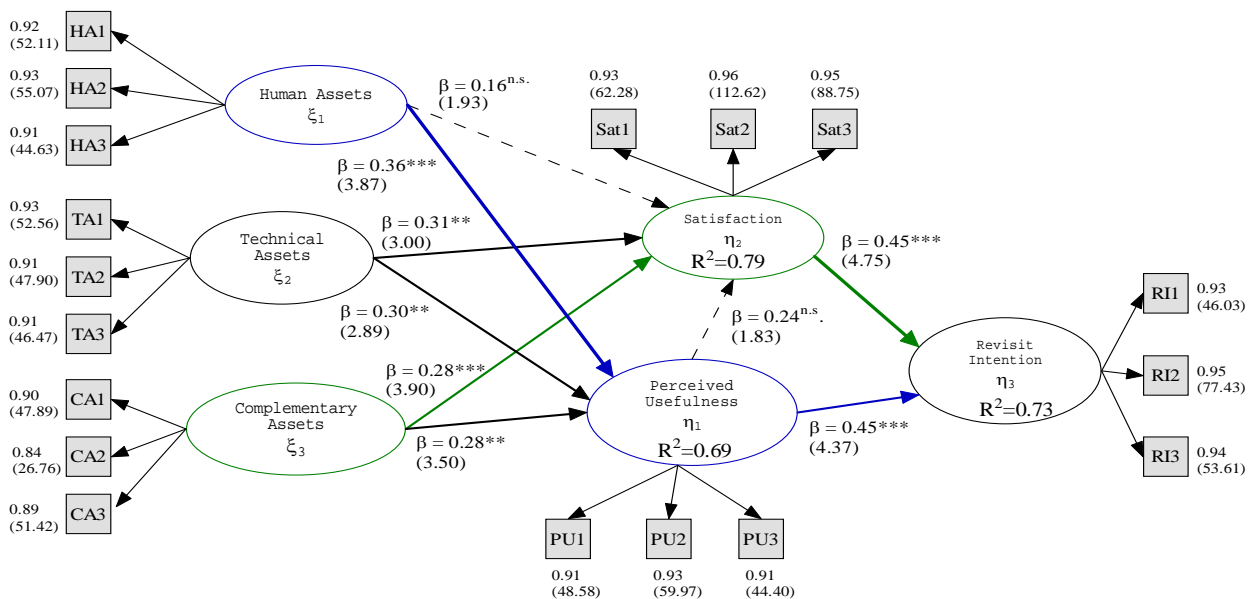 0.92
(52.11)
HA1
0.93
(55.07)
HA2
0.91
(44.63)
HA3
Human Assets
ξ1
β = 0.16n.s.
(1.93)
β = 0.36***
(3.87)
0.93
(62.28)
0.96
(112.62)
0.95
(88.75)
Sat1
Sat2
Sat3
0.93
(52.56)
TA1
0.91
(47.90)
TA2
0.91
(46.47)
TA3
Technical
Assets
ξ2
β = 0.31**
(3.00)
β = 0.30**
(2.89)
Satisfaction
η2
R2=0.79
β = 0.45***
(4.75)
β = 0.24n.s.
(1.83)
0.90
(47.89)
CA1
0.84
(26.76)
CA2
0.89
(51.42)
CA3
Complementary
Assets
ξ3
β = 0.28***
(3.90)
β = 0.28**
(3.50)
Perceived
Usefulness
η1
R2=0.69
β = 0.45***
(4.37)
Revisit
Intention
η3
R2=0.73
RI1
0.93
(46.03)
RI2
0.95
(77.43)
RI3
0.94
(53.61)
PU1
PU2
PU3
0.91
(48.58)
0.93
(59.97)
0.91
(44.40)